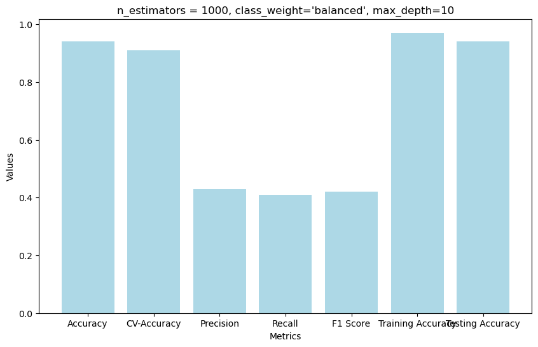 n_estimators = 1000, class_weight='balanced', max_depth=10
1.0
0.8
0.6
0.4
0.2
0.0
Values
Accuracy CV-Accuracy Precision Recall F1 Score Training Accuracy Testing Accuracy
Metrics